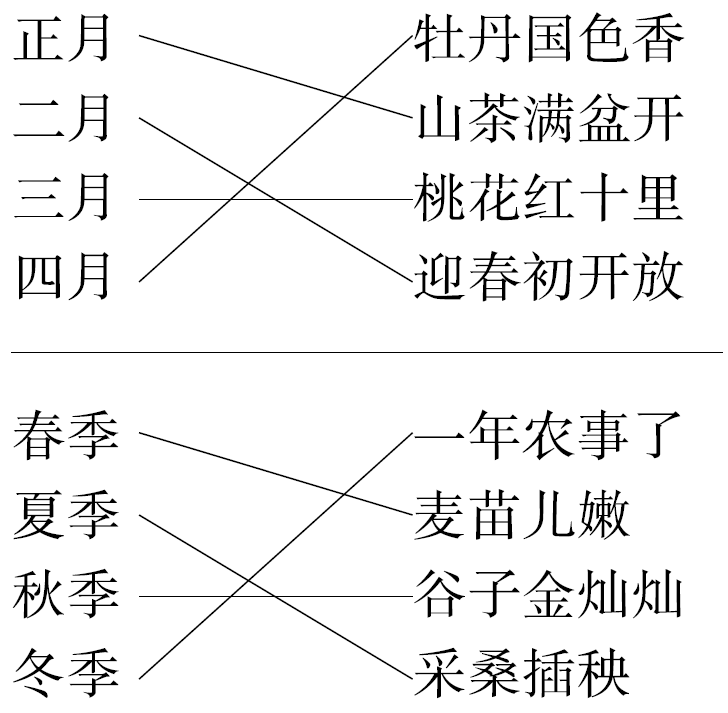 正月 牡丹国色香
二月 山茶满盆开
三月 桃花红十里
四月 迎春初开放
春季 一年农事了
夏季 麦苗儿嫩
秋季 谷子金灿灿
冬季 采桑插秧